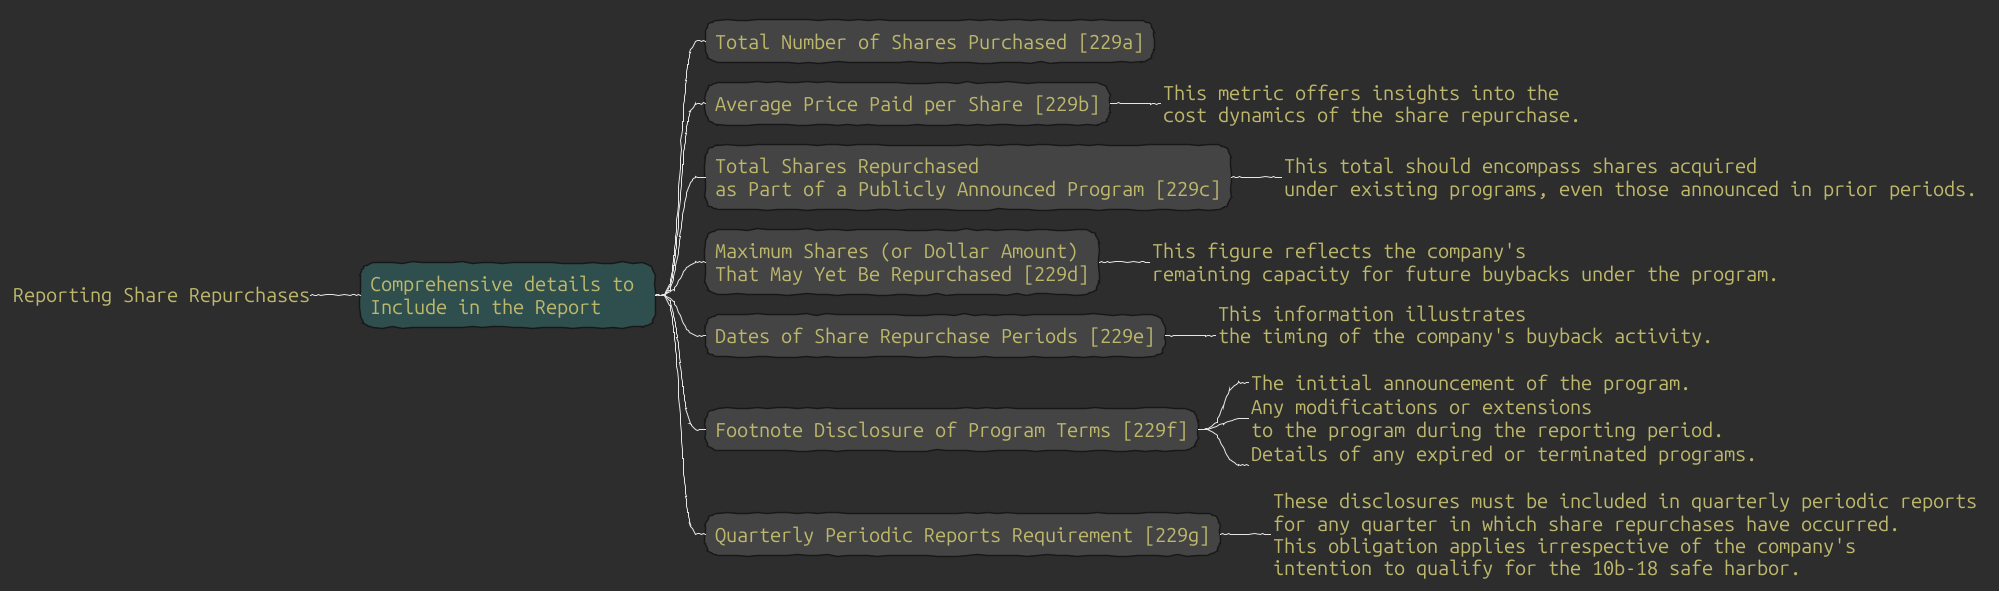 Reporting Share Repurchases
Comprehensive details to
Include in the Report
Total Number of Shares Purchased [229a]
Average Price Paid per Share [229b]
This metric offers insights into the
cost dynamics of the share repurchase.
Total Shares Repurchased
as Part of a Publicly Announced Program [229c]
This total should encompass shares acquired
under existing programs, even those announced in prior periods.
Maximum Shares (or Dollar Amount)
That May Yet Be Repurchased [229d]
This figure reflects the company's
remaining capacity for future buybacks under the program.
Dates of Share Repurchase Periods [229e]
This information illustrates
the timing of the company's buyback activity.
Footnote Disclosure of Program Terms [229f]
The initial announcement of the program.
Any modifications or extensions
to the program during the reporting period.
Details of any expired or terminated programs.
Quarterly Periodic Reports Requirement [229g]
These disclosures must be included in quarterly periodic reports
for any quarter in which share repurchases have occurred.
This obligation applies irrespective of the company's
intention to qualify for the 10b-18 safe harbor.